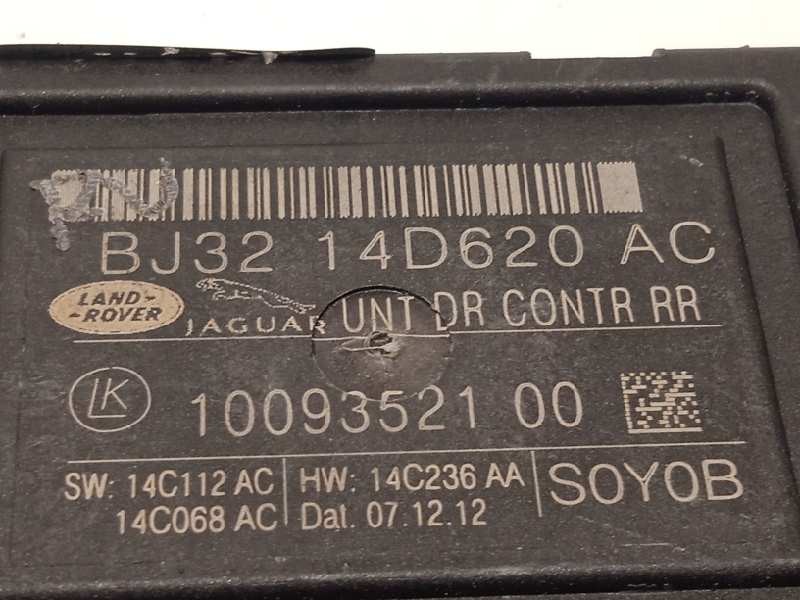 BJ32 14D620 AC
LAND-
-ROVER
JAGUAR
UNT DR CONTR RR
LK
10093521 00
SW: 14C112 AC
14C068 AC
HW: 14C236 AA
Dat. 07.12.12
SOYOB